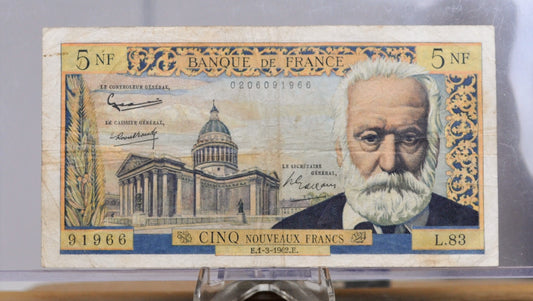 5 NF BANQUE DE FRANCE 5 NF
0206091966
LE CONTROLEUR GÉNÉRAL,
LE CAISSIER GÉNÉRAL,
LE SECRÉTAIRE
GÉNÉRAL,
91966 CINQ NOUVEAUX FRANCS L.83
E.1-3-1962.E.